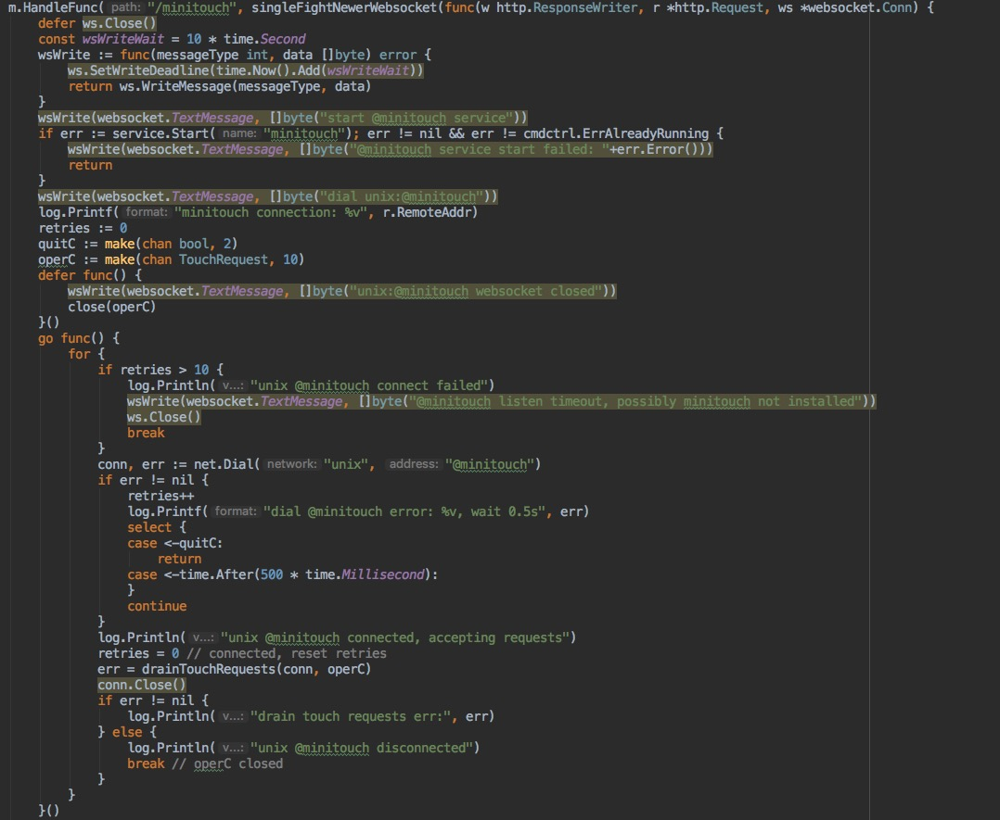 m.HandleFunc( path: "/minitouch", singleFightNewerWebsocket(func(w http.ResponseWriter, r *http.Request, ws *websocket.Conn) {
    defer ws.Close()
    const wsWriteWait = 10 * time.Second
    wsWrite := func(messageType int, data []byte) error {
        ws.SetWriteDeadline(time.Now().Add(wsWriteWait))
        return ws.WriteMessage(messageType, data)
    }
    wsWrite(websocket.TextMessage, []byte("start @minitouch service"))
    if err := service.Start( name: "minitouch"); err != nil && err != cmdctrl.ErrAlreadyRunning {
        wsWrite(websocket.TextMessage, []byte("@minitouch service start failed: "+err.Error()))
        return
    }
    wsWrite(websocket.TextMessage, []byte("dial unix:@minitouch"))
    log.Printf( format: "minitouch connection: %v", r.RemoteAddr)
    retries := 0
    quitC := make(chan bool, 2)
    operC := make(chan TouchRequest, 10)
    defer func() {
        wsWrite(websocket.TextMessage, []byte("unix:@minitouch websocket closed"))
        close(operC)
    }()
    go func() {
        for {
            if retries > 10 {
                log.Println( v...: "unix @minitouch connect failed")
                wsWrite(websocket.TextMessage, []byte("@minitouch listen timeout, possibly minitouch not installed"))
                ws.Close()
                break
            }
            conn, err := net.Dial( network: "unix", address: "@minitouch")
            if err != nil {
                retries++
                log.Printf( format: "dial @minitouch error: %v, wait 0.5s", err)
                select {
                case <-quitC:
                    return
                case <-time.After(500 * time.Millisecond):
                }
                continue
            }
            log.Println( v...: "unix @minitouch connected, accepting requests")
            retries = 0 // connected, reset retries
            err = drainTouchRequests(conn, operC)
            conn.Close()
            if err != nil {
                log.Println( v...: "drain touch requests err:", err)
            } else {
                log.Println( v...: "unix @minitouch disconnected")
                break // operC closed
            }
        }
    }()